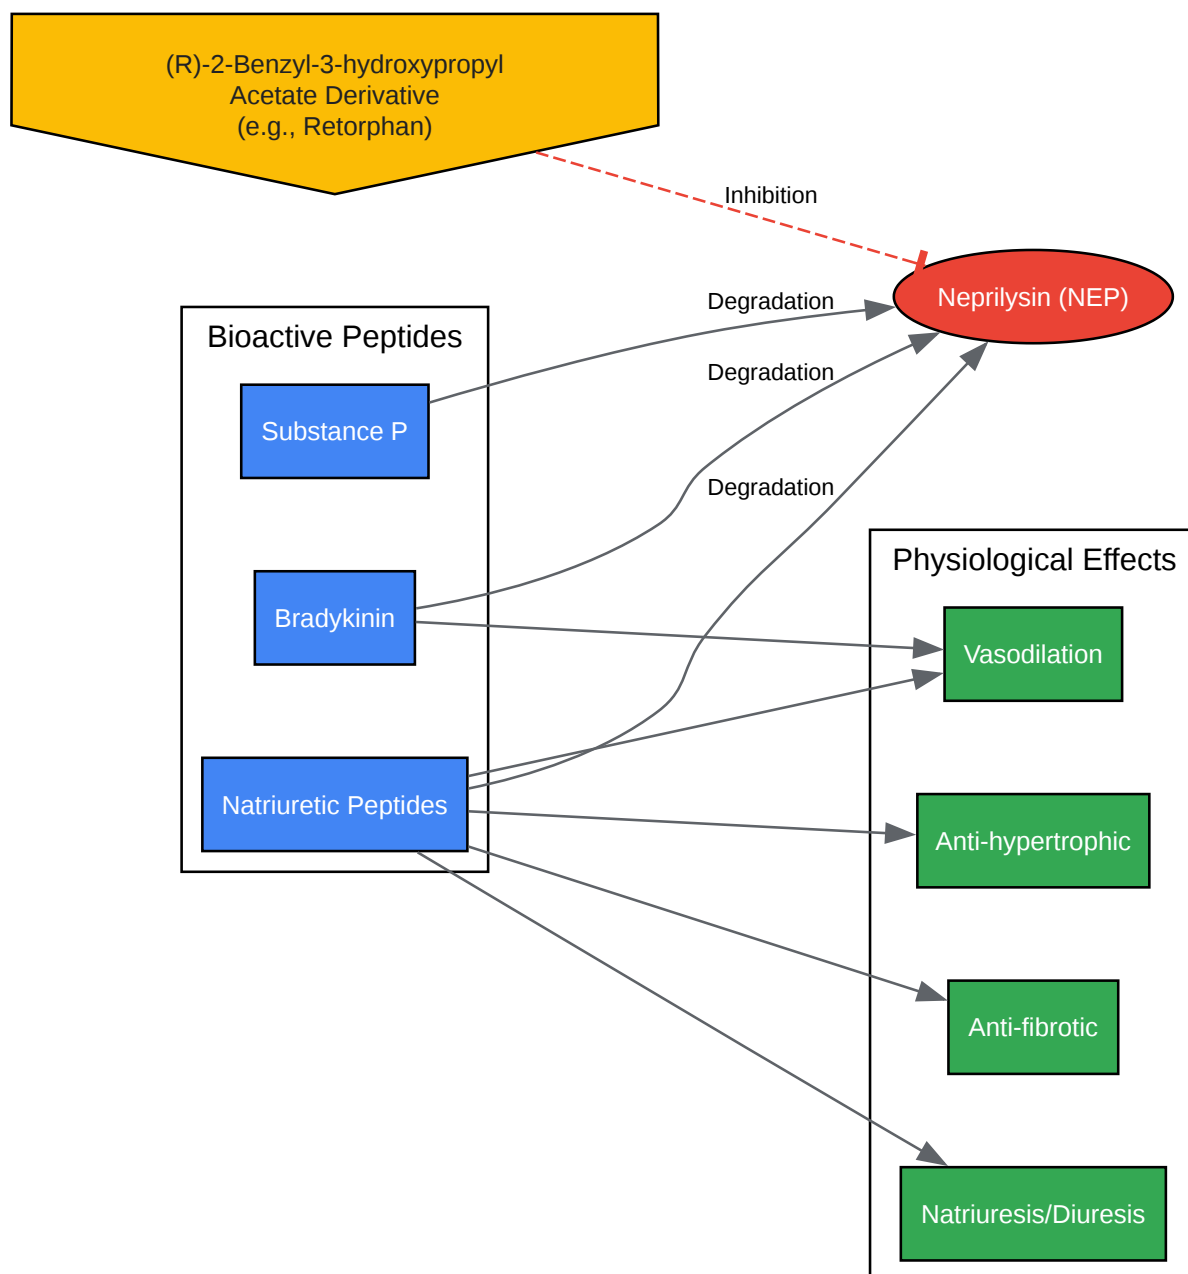 (R)-2-Benzyl-3-hydroxypropyl
Acetate Derivative
(e.g., Retorphan)
Inhibition
Neprilysin (NEP)
Degradation
Bioactive Peptides
Degradation
Substance P
Degradation
Physiological Effects
Bradykinin
Vasodilation
Natriuretic Peptides
Anti-hypertrophic
Anti-fibrotic
Natriuresis/Diuresis